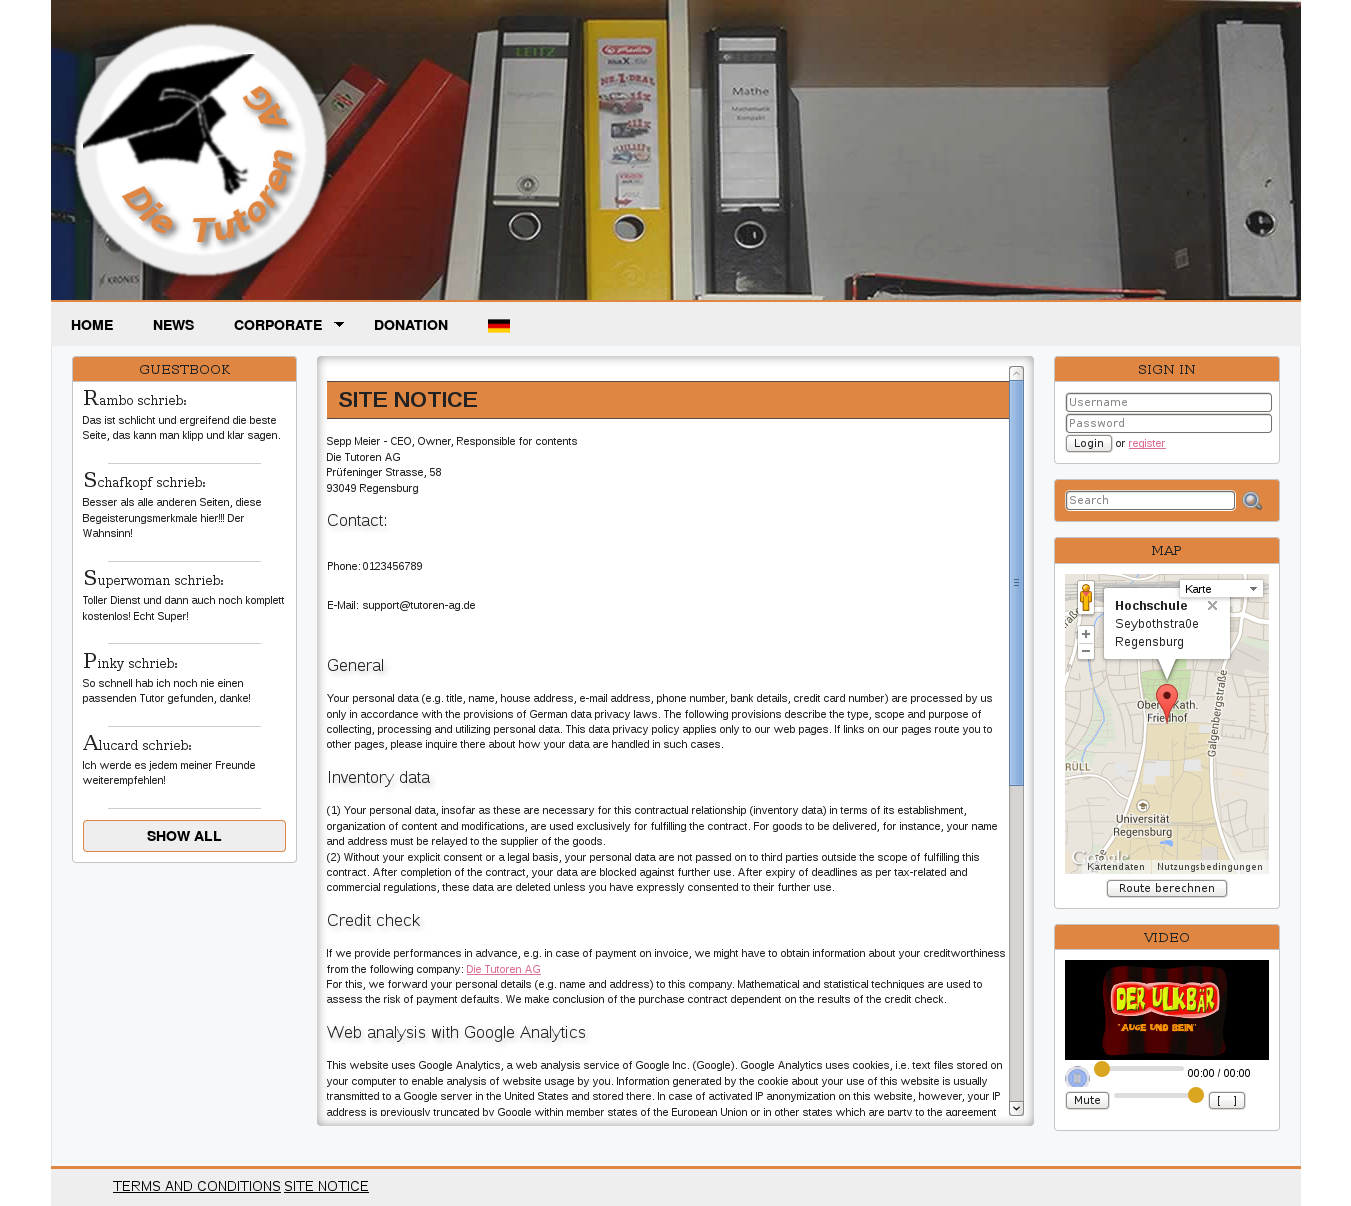 Die Tutoren AG
KRONES
LEITZ
maX.file
NR.1-DEAL
Mathe
Mathematik
Kompakt
HOME NEWS CORPORATE DONATION
GUESTBOOK
Rambo schrieb:
Das ist schlicht und ergreifend die beste
Seite, das kann man klipp und klar sagen.
Schafkopf schrieb:
Besser als alle anderen Seiten, diese
Begeisterungsmerkmale hier!!! Der
Wahnsinn!
Superwoman schrieb:
Toller Dienst und dann auch noch komplett
kostenlos! Echt Super!
Pinky schrieb:
So schnell hab ich noch nie einen
passenden Tutor gefunden, danke!
Alucard schrieb:
Ich werde es jedem meiner Freunde
weiterempfehlen!
SHOW ALL
SITE NOTICE
Sepp Meier - CEO, Owner, Responsible for contents
Die Tutoren AG
Prüfeninger Strasse, 58
93049 Regensburg
Contact:
Phone: 0123456789
E-Mail: support@tutoren-ag.de
General
Your personal data (e.g. title, name, house address, e-mail address, phone number, bank details, credit card number) are processed by us
only in accordance with the provisions of German data privacy laws. The following provisions describe the type, scope and purpose of
collecting, processing and utilizing personal data. This data privacy policy applies only to our web pages. If links on our pages route you to
other pages, please inquire there about how your data are handled in such cases.
Inventory data
(1) Your personal data, insofar as these are necessary for this contractual relationship (inventory data) in terms of its establishment,
organization of content and modifications, are used exclusively for fulfilling the contract. For goods to be delivered, for instance, your name
and address must be relayed to the supplier of the goods.
(2) Without your explicit consent or a legal basis, your personal data are not passed on to third parties outside the scope of fulfilling this
contract. After completion of the contract, your data are blocked against further use. After expiry of deadlines as per tax-related and
commercial regulations, these data are deleted unless you have expressly consented to their further use.
Credit check
If we provide performances in advance, e.g. in case of payment on invoice, we might have to obtain information about your creditworthiness
from the following company: Die Tutoren AG
For this, we forward your personal details (e.g. name and address) to this company. Mathematical and statistical techniques are used to
assess the risk of payment defaults. We make conclusion of the purchase contract dependent on the results of the credit check.
Web analysis with Google Analytics
This website uses Google Analytics, a web analysis service of Google Inc. (Google). Google Analytics uses cookies, i.e. text files stored on
your computer to enable analysis of website usage by you. Information generated by the cookie about your use of this website is usually
transmitted to a Google server in the United States and stored there. In case of activated IP anonymization on this website, however, your IP
address is previously truncated by Google within member states of the European Union or in other states which are party to the agreement
SIGN IN
Username
Password
Login or register
Search
MAP
Karte
Hochschule
Seybothstraße
Regensburg
Kath.
Friedhof
Galgenbergstraße
RÜLL
Universität
Regensburg
Google
Kartendaten Nutzungsbedingungen
Route berechnen
VIDEO
DER ULKBÄR
"AUGE UND BEIN"
00:00 / 00:00
Mute [ ]
TERMS AND CONDITIONS SITE NOTICE